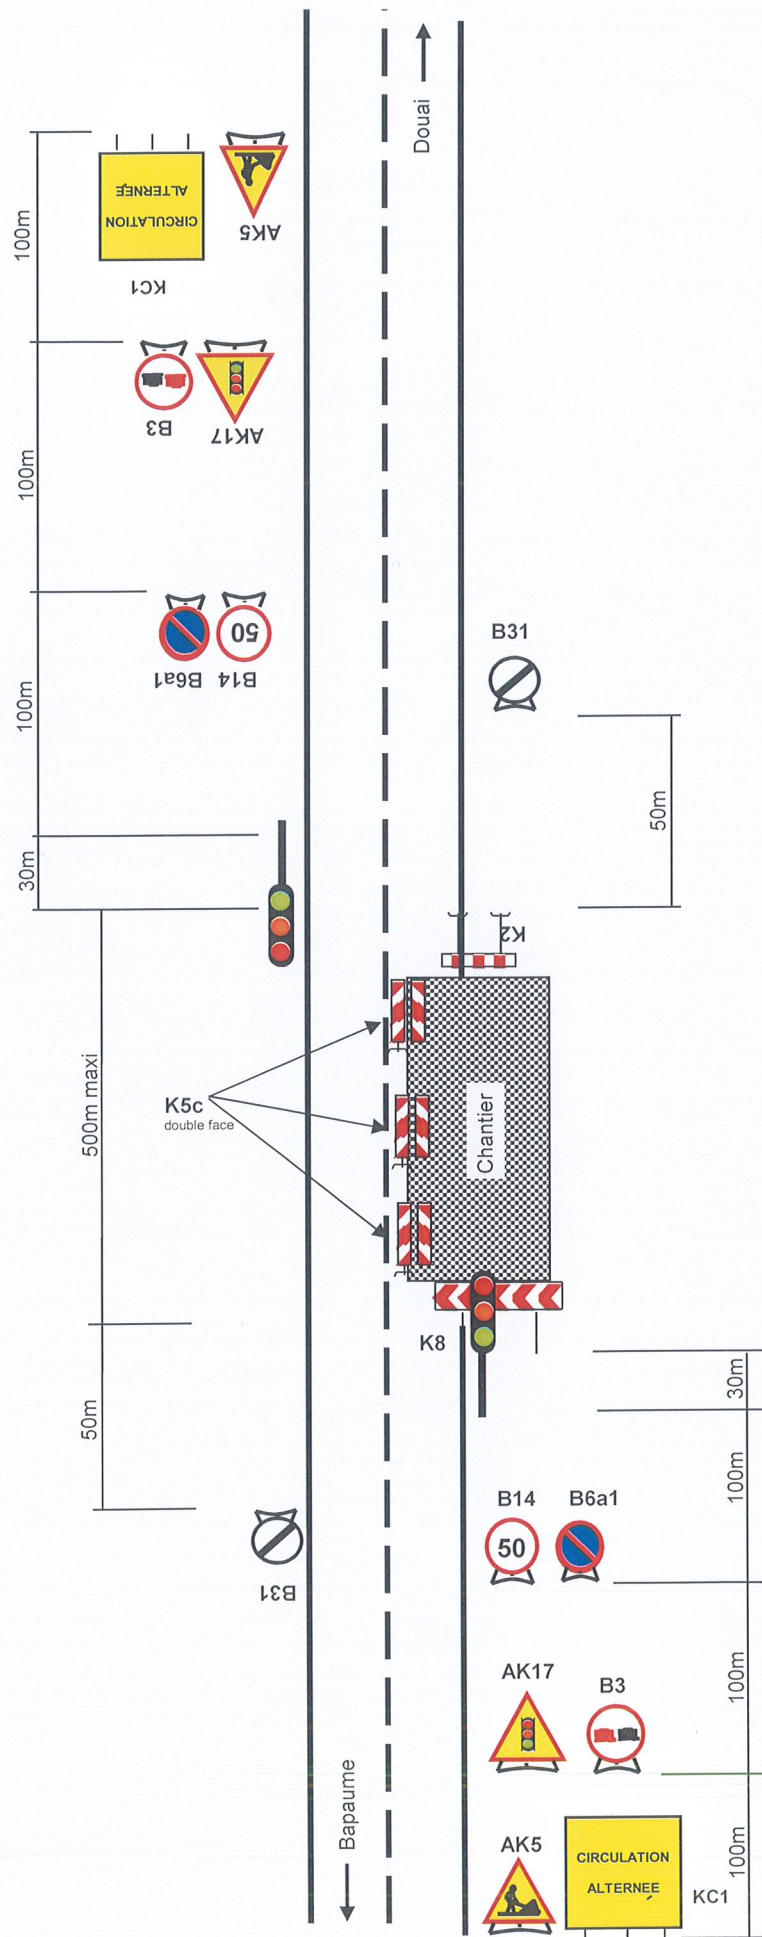 Douai
100m
CIRCULATION
ALTERNÉE
KC1
AK5
100m
B3
AK17
100m
B6a1
50
B14
B31
30m
50m
K2
500m maxi
K5c
double face
Chantier
K8
30m
50m
B31
100m
B14
B6a1
50
100m
AK17
B3
Bapaume
100m
AK5
CIRCULATION
ALTERNÉE
KC1